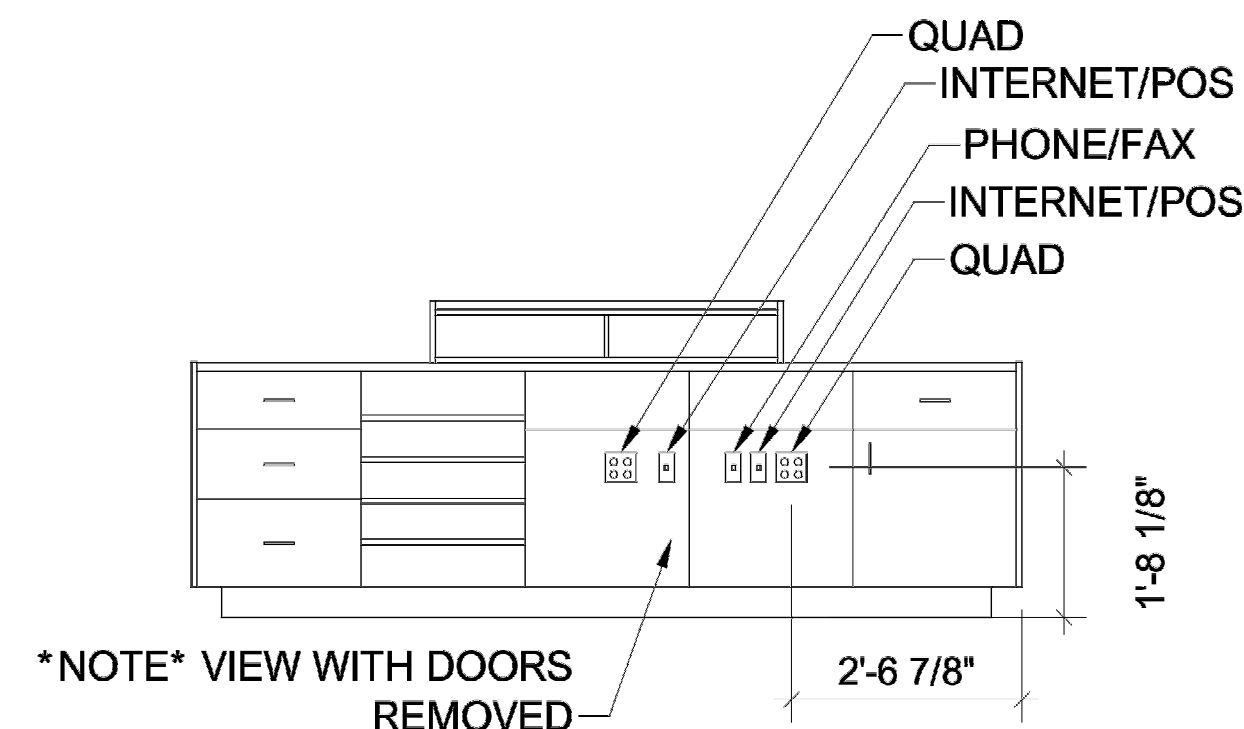 QUAD
INTERNET/POS
PHONE/FAX
INTERNET/POS
QUAD
1'-8 1/8"
*NOTE* VIEW WITH DOORS
REMOVED
2'-6 7/8"